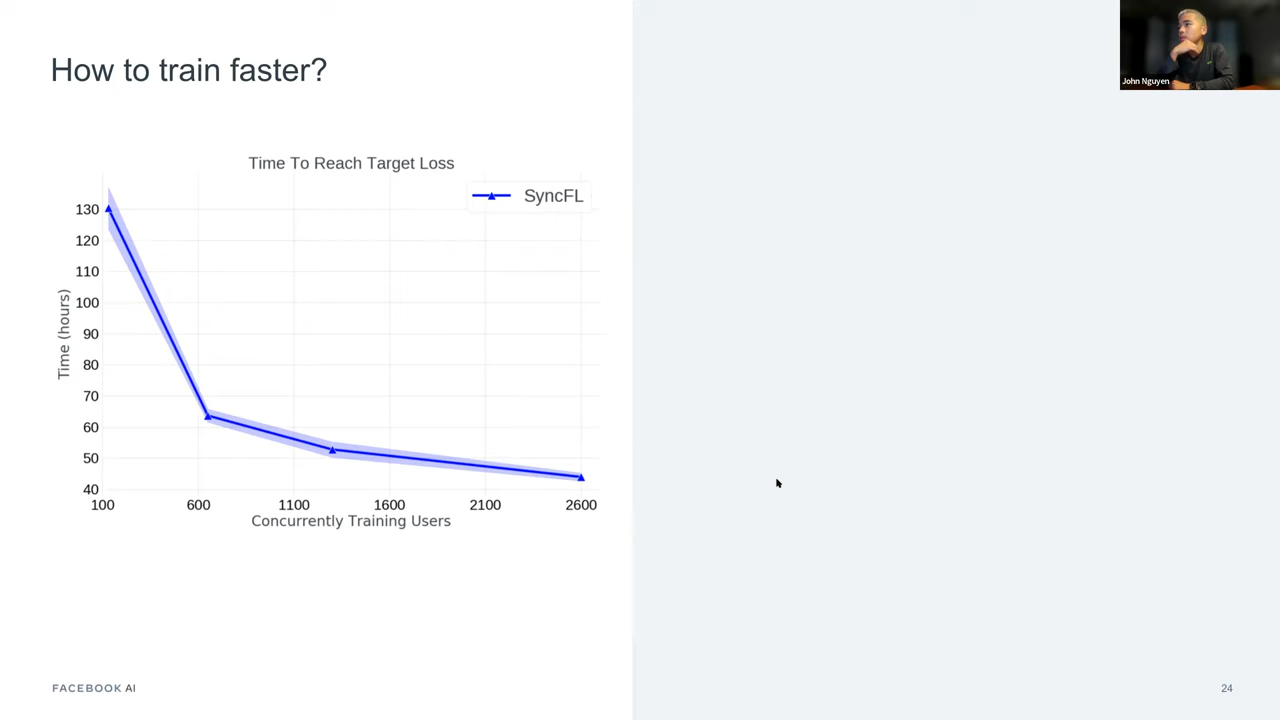 How to train faster?
John Nguyen
Time To Reach Target Loss
SyncFL
Time (hours)
130
120
110
100
90
80
70
60
50
40
100 600 1100 1600 2100 2600
Concurrently Training Users
FACEBOOK AI
24